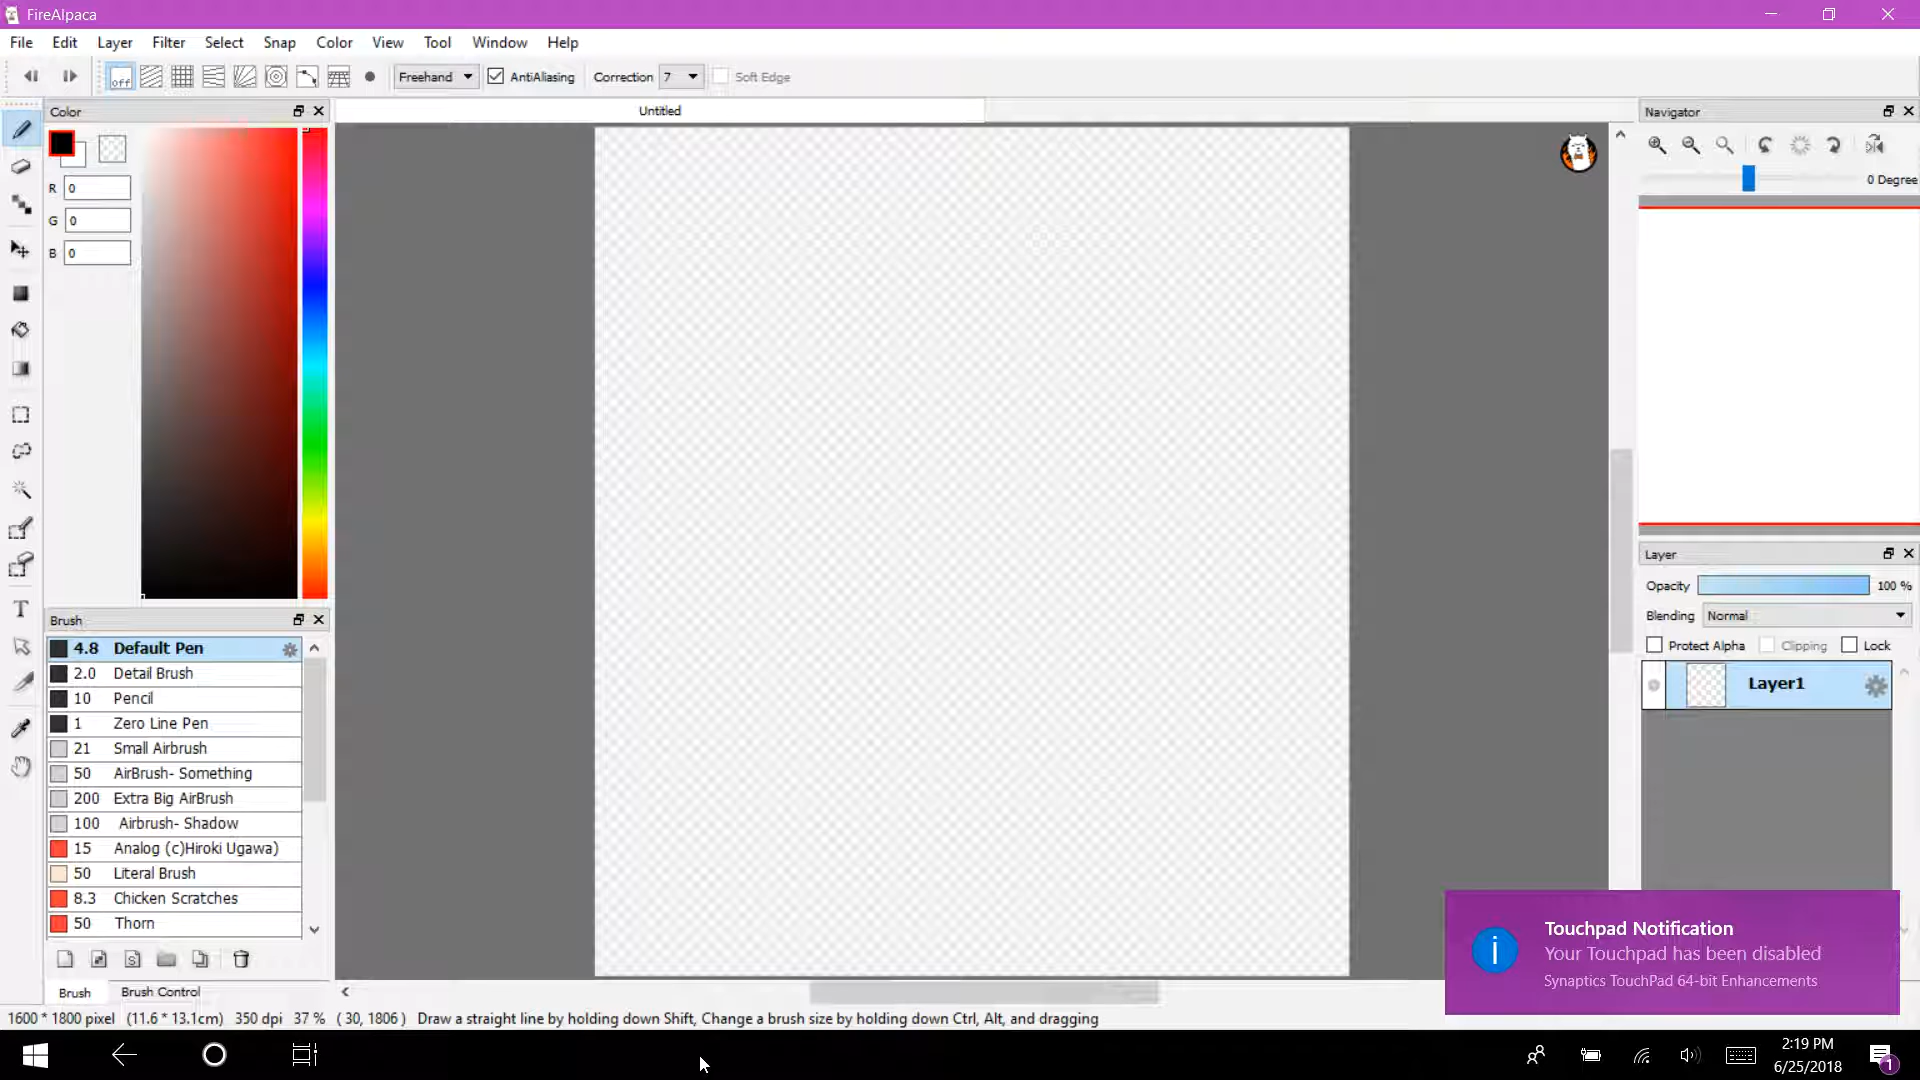 FireAlpaca
File Edit Layer Filter Select Snap Color View Tool Window Help
off Freehand AntiAliasing Correction 7 Soft Edge
Color
Untitled
Navigator
R 0
G 0
B 0
0 Degree
Layer
Opacity 100 %
Blending Normal
Protect Alpha Clipping Lock
Layer1
Brush
4.8 Default Pen
2.0 Detail Brush
10 Pencil
1 Zero Line Pen
21 Small Airbrush
50 AirBrush- Something
200 Extra Big AirBrush
100 Airbrush- Shadow
15 Analog (c)Hiroki Ugawa)
50 Literal Brush
8.3 Chicken Scratches
50 Thorn
T
S
Brush Brush Control
Touchpad Notification
Your Touchpad has been disabled
Synaptics TouchPad 64-bit Enhancements
1600 * 1800 pixel (11.6 * 13.1cm) 350 dpi 37 % ( 30, 1806 ) Draw a straight line by holding down Shift, Change a brush size by holding down Ctrl, Alt, and dragging
2:19 PM
6/25/2018
1